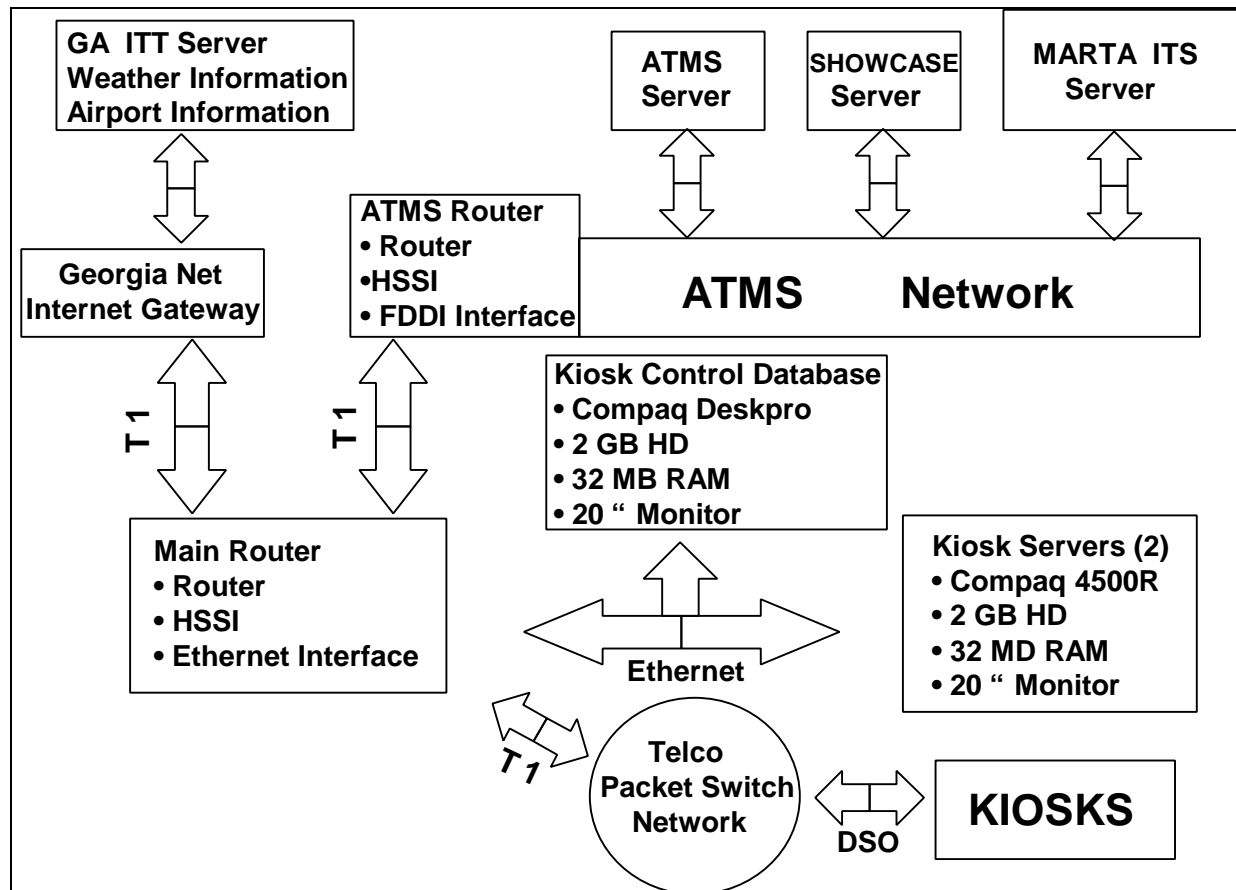 GA ITT Server
Weather Information
Airport Information
ATMS
Server
SHOWCASE
Server
MARTA ITS
Server
Georgia Net
Internet Gateway
ATMS Router
• Router
•HSSI
• FDDI Interface
ATMS Network
T 1
T 1
Kiosk Control Database
• Compaq Deskpro
• 2 GB HD
• 32 MB RAM
• 20 “ Monitor
Main Router
• Router
• HSSI
• Ethernet Interface
Ethernet
Kiosk Servers (2)
• Compaq 4500R
• 2 GB HD
• 32 MD RAM
• 20 “ Monitor
T 1
Telco
Packet Switch
Network
DSO
KIOSKS